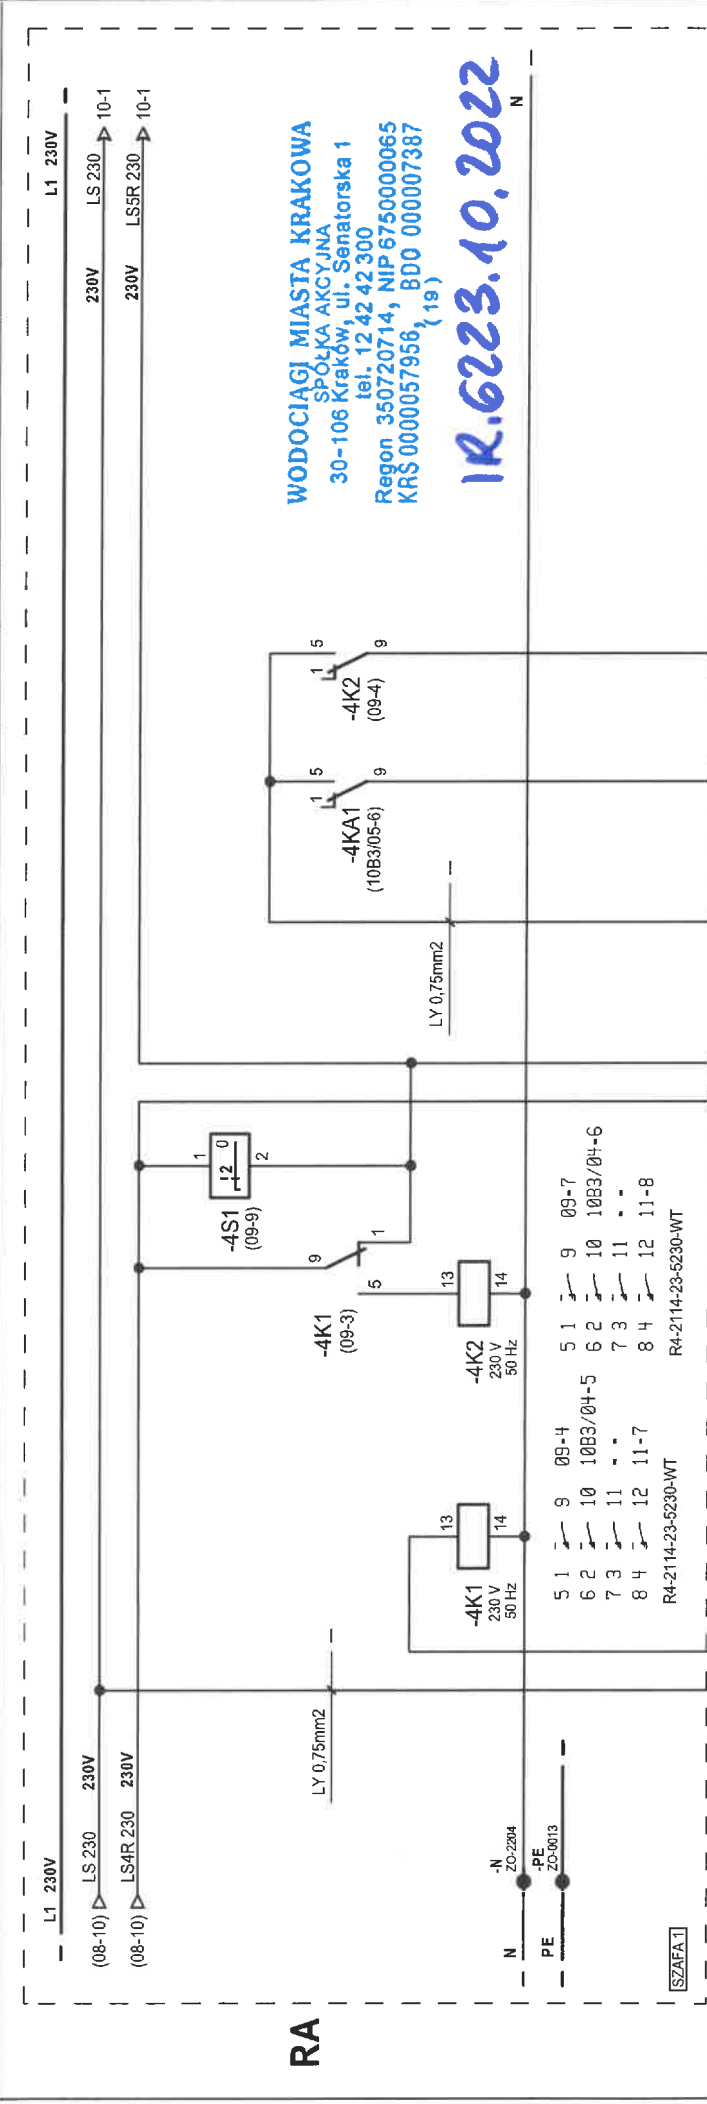 L1 230V
L1 230V
(08-10) LS 230 230V
230V LS 230 10-1
(08-10) LS4R 230 230V
230V LS5R 230 10-1
WODOCIĄGI MIASTA KRAKOWA
SPÓŁKA AKCYJNA
30-106 Kraków, ul. Senatorska 1
tel. 12 42 42 300
Regon 350720714, NIP 6750000065
KRS 0000057956, BDO 000007387
(19)
IR.6223.10.2022
RA
LY 0,75mm2
-4S1
(09-9)
1
2
0
2
-4K1
(09-3)
9
1
5
-4KA1
(10B3/05-6)
1
5
9
-4K2
(09-4)
1
5
9
LY 0,75mm2
-4K1
230 V
50 Hz
13
14
-4K2
230 V
50 Hz
13
14
N
-N
ZO-2204
N
PE
-PE
ZO-0013
5 1 9 09-4
6 2 10 10B3/04-5
7 3 11 - -
8 4 12 11-7
R4-2114-23-5230-WT
5 1 9 09-7
6 2 10 10B3/04-6
7 3 11 - -
8 4 12 11-8
R4-2114-23-5230-WT
SZAFA 1